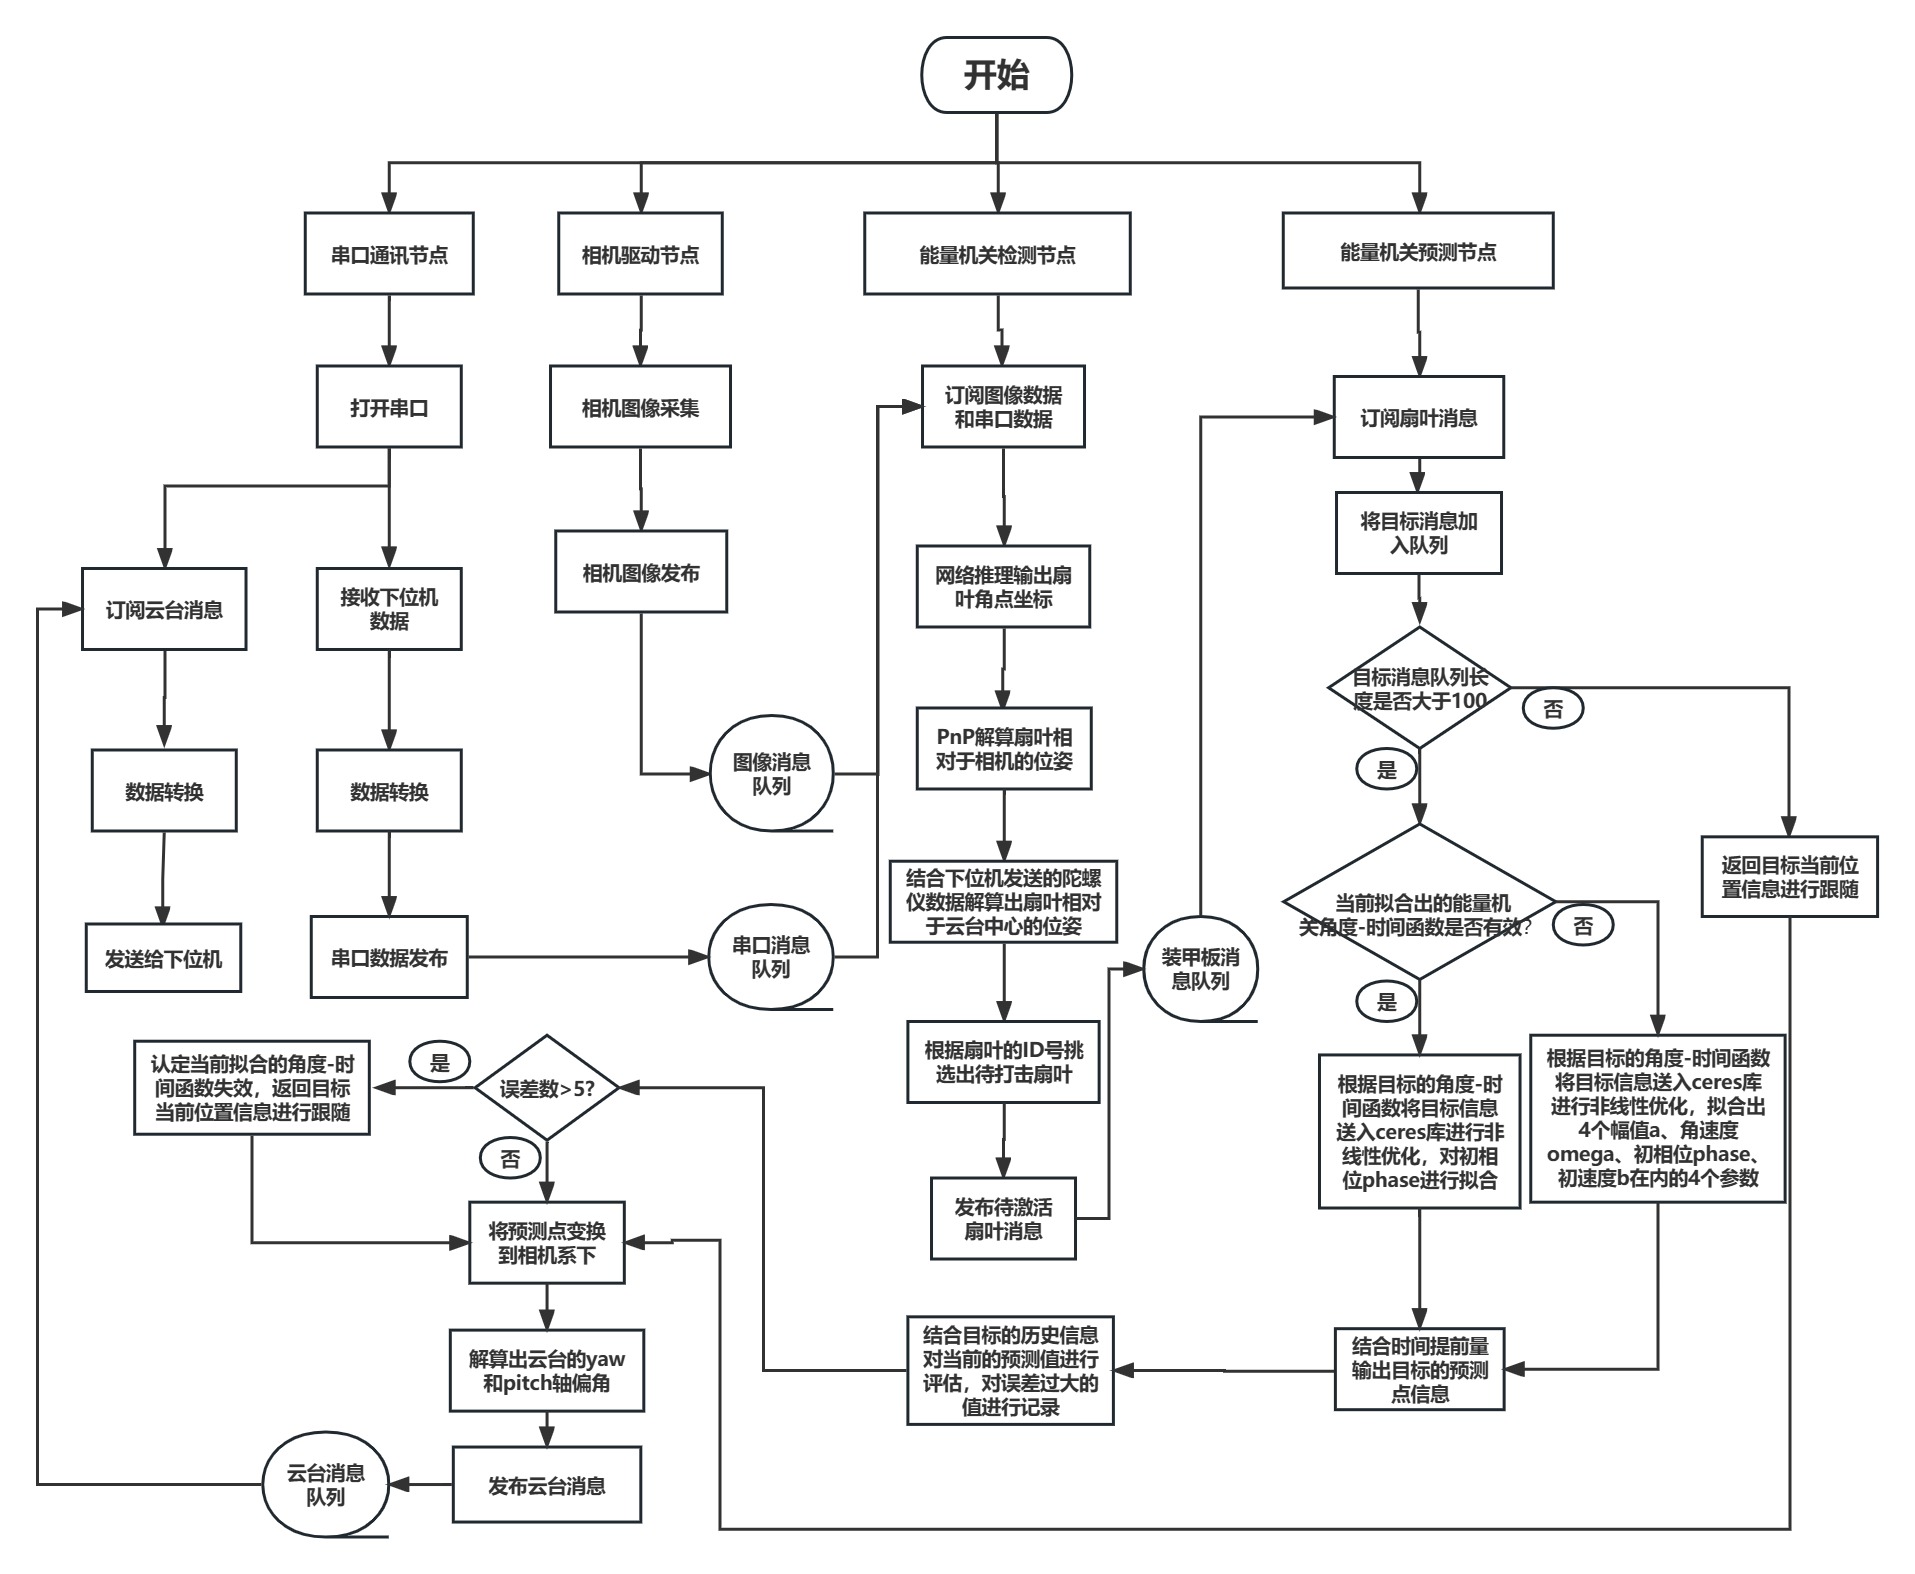 开始
串口通讯节点
相机驱动节点
能量机关检测节点
能量机关预测节点
打开串口
相机图像采集
订阅图像数据
和串口数据
订阅扇叶消息
将目标消息加
入队列
订阅云台消息
接收下位机
数据
相机图像发布
网络推理输出扇
叶角点坐标
目标消息队列长
度是否大于100
否
是
数据转换
数据转换
图像消息
队列
PnP解算扇叶相
对于相机的位姿
返回目标当前位
置信息进行跟随
结合下位机发送的陀螺
仪数据解算出扇叶相对
于云台中心的位姿
当前拟合出的能量机
关角度-时间函数是否有效?
否
是
发送给下位机
串口数据发布
串口消息
队列
装甲板消
息队列
认定当前拟合的角度-时
间函数失效，返回目标
当前位置信息进行跟随
是
误差数>5?
否
根据扇叶的ID号挑
选出待打击扇叶
根据目标的角度-时
间函数将目标信息
送入ceres库进行非
线性优化，对初相
位phase进行拟合
根据目标的角度-时间函数
将目标信息送入ceres库
进行非线性优化，拟合出
4个幅值a、角速度
omega、初相位phase、
初速度b在内的4个参数
将预测点变换
到相机系下
发布待激活
扇叶消息
解算出云台的yaw
和pitch轴偏角
结合目标的历史信息
对当前的预测值进行
评估，对误差过大的
值进行记录
结合时间提前量
输出目标的预测
点信息
云台消息
队列
发布云台消息